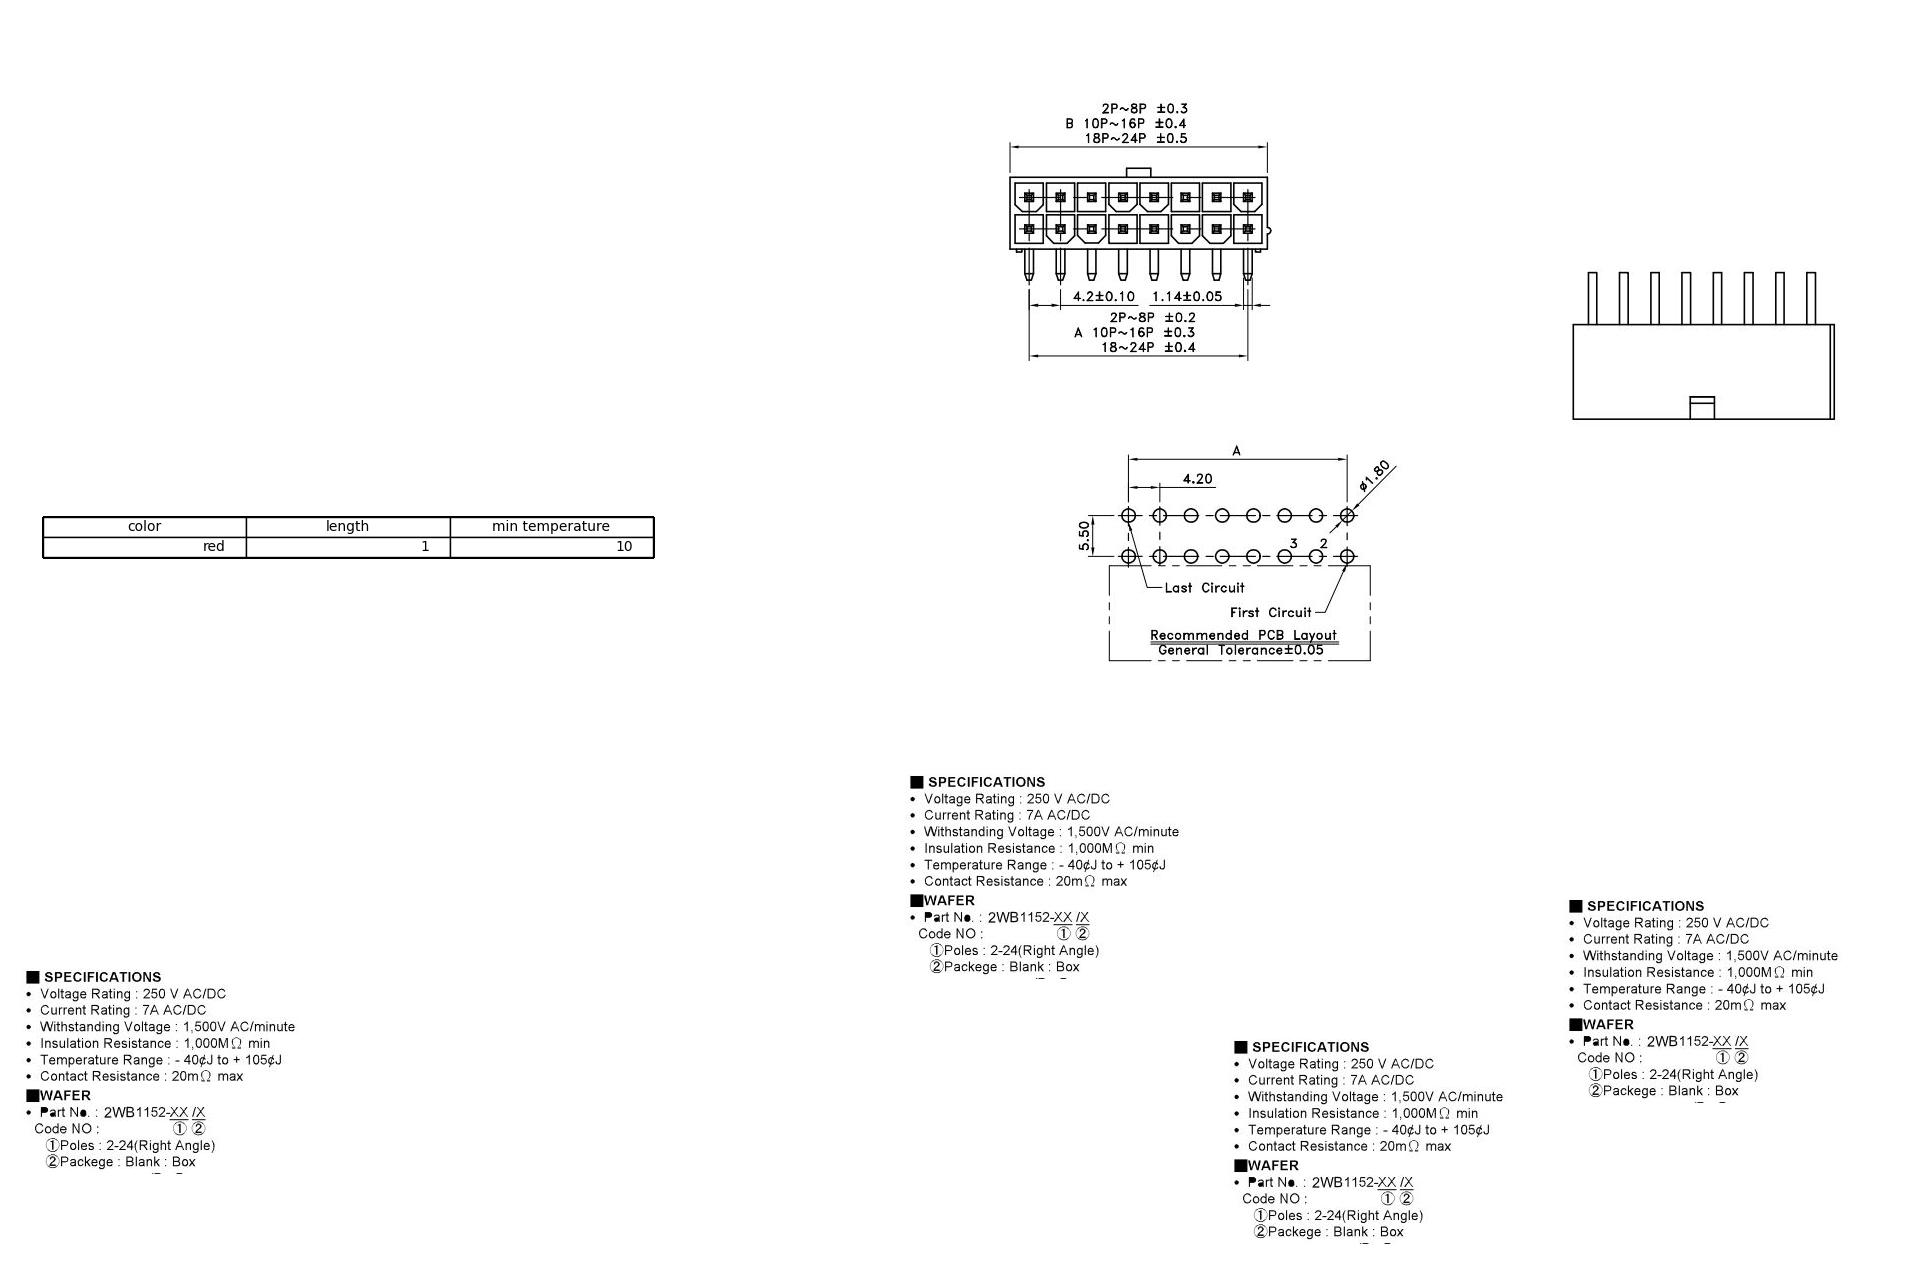 2P~8P ±0.3
B 10P~16P ±0.4
18P~24P ±0.5
4.2±0.10 1.14±0.05
2P~8P ±0.2
A 10P~16P ±0.3
18~24P ±0.4
A
4.20
ø1.80
5.50
3 2
Last Circuit
First Circuit
Recommended PCB Layout
General Tolerance±0.05
color length min temperature
red 1 10
■ SPECIFICATIONS
• Voltage Rating : 250 V AC/DC
• Current Rating : 7A AC/DC
• Withstanding Voltage : 1,500V AC/minute
• Insulation Resistance : 1,000MΩ min
• Temperature Range : - 40¢J to + 105¢J
• Contact Resistance : 20mΩ max
■WAFER
• Part No. : 2WB1152-XX /X
Code NO : ① ②
①Poles : 2-24(Right Angle)
②Packege : Blank : Box
■ SPECIFICATIONS
• Voltage Rating : 250 V AC/DC
• Current Rating : 7A AC/DC
• Withstanding Voltage : 1,500V AC/minute
• Insulation Resistance : 1,000MΩ min
• Temperature Range : - 40¢J to + 105¢J
• Contact Resistance : 20mΩ max
■WAFER
• Part No. : 2WB1152-XX /X
Code NO : ① ②
①Poles : 2-24(Right Angle)
②Packege : Blank : Box
■ SPECIFICATIONS
• Voltage Rating : 250 V AC/DC
• Current Rating : 7A AC/DC
• Withstanding Voltage : 1,500V AC/minute
• Insulation Resistance : 1,000MΩ min
• Temperature Range : - 40¢J to + 105¢J
• Contact Resistance : 20mΩ max
■WAFER
• Part No. : 2WB1152-XX /X
Code NO : ① ②
①Poles : 2-24(Right Angle)
②Packege : Blank : Box
■ SPECIFICATIONS
• Voltage Rating : 250 V AC/DC
• Current Rating : 7A AC/DC
• Withstanding Voltage : 1,500V AC/minute
• Insulation Resistance : 1,000MΩ min
• Temperature Range : - 40¢J to + 105¢J
• Contact Resistance : 20mΩ max
■WAFER
• Part No. : 2WB1152-XX /X
Code NO : ① ②
①Poles : 2-24(Right Angle)
②Packege : Blank : Box